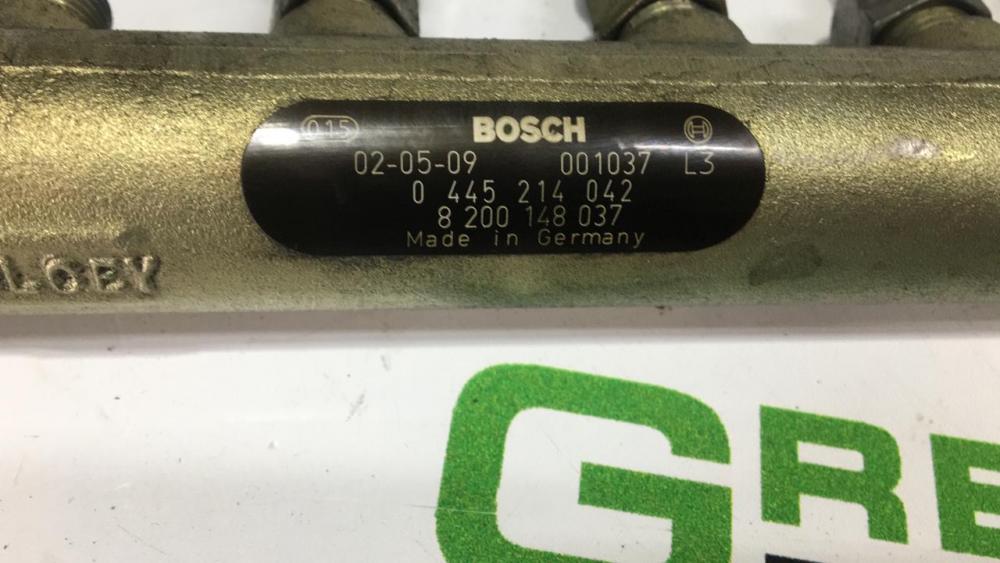 015 BOSCH
02-05-09 001037 L3
0 445 214 042
8 200 148 037
Made in Germany
GRE